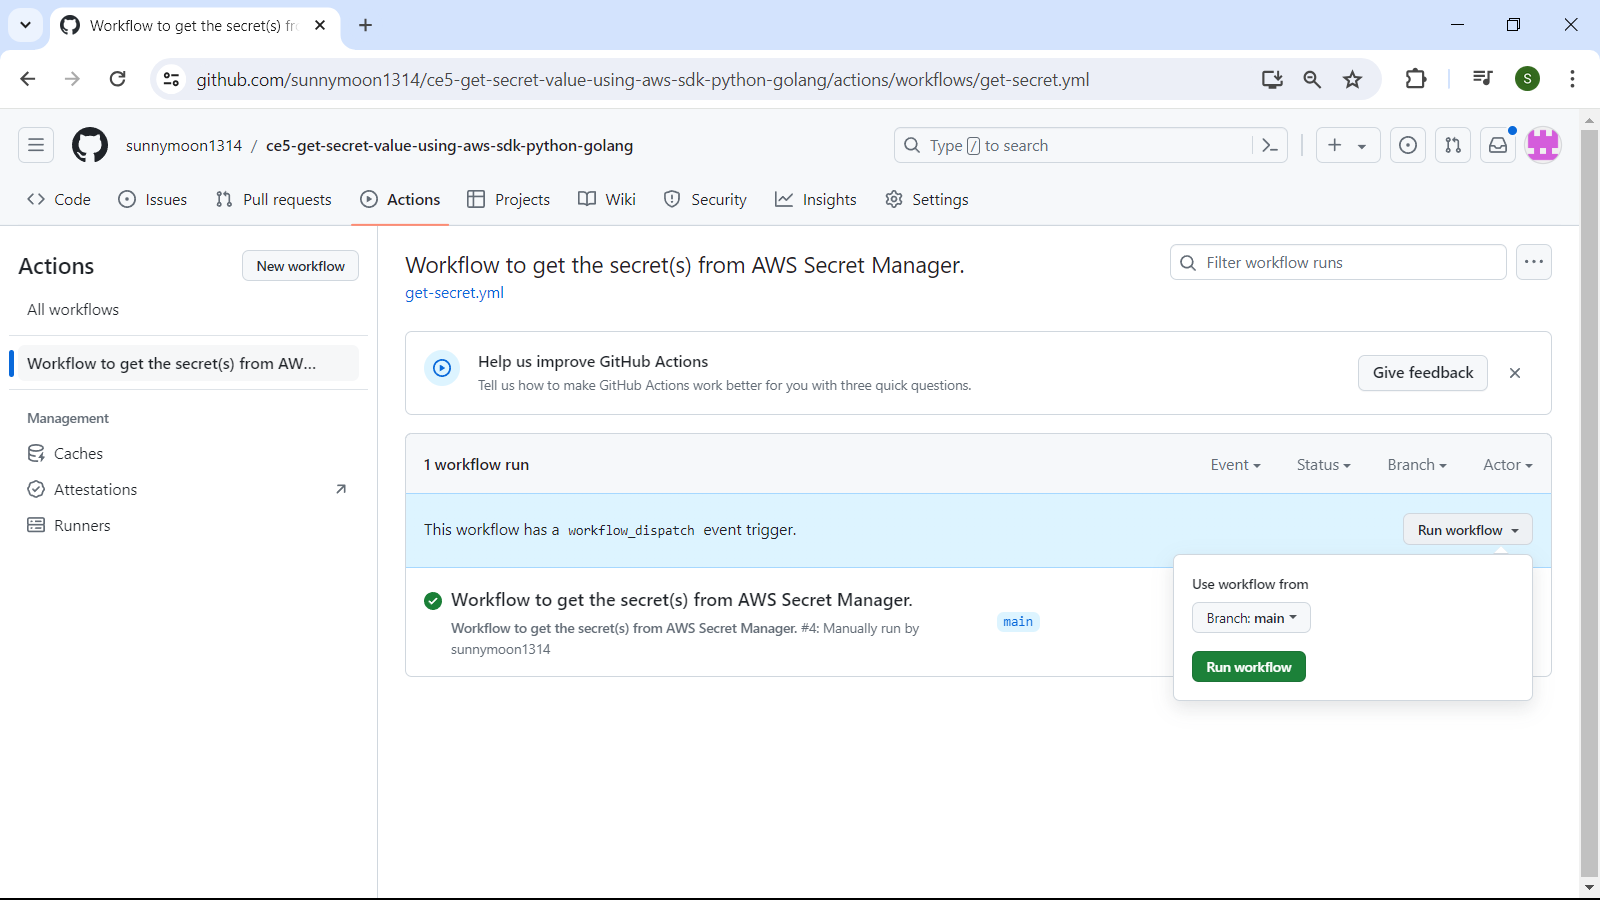 Workflow to get the secret(s) fr
github.com/sunnymoon1314/ce5-get-secret-value-using-aws-sdk-python-golang/actions/workflows/get-secret.yml
S
sunnymoon1314 / ce5-get-secret-value-using-aws-sdk-python-golang
Type / to search
Code Issues Pull requests Actions Projects Wiki Security Insights Settings
Actions
New workflow
All workflows
Workflow to get the secret(s) from AW...
Management
Caches
Attestations
Runners
Workflow to get the secret(s) from AWS Secret Manager.
get-secret.yml
Filter workflow runs
Help us improve GitHub Actions
Tell us how to make GitHub Actions work better for you with three quick questions.
Give feedback
1 workflow run
Event Status Branch Actor
This workflow has a workflow_dispatch event trigger.
Run workflow
Workflow to get the secret(s) from AWS Secret Manager.
Workflow to get the secret(s) from AWS Secret Manager. #4: Manually run by
sunnymoon1314
main
Use workflow from
Branch: main
Run workflow